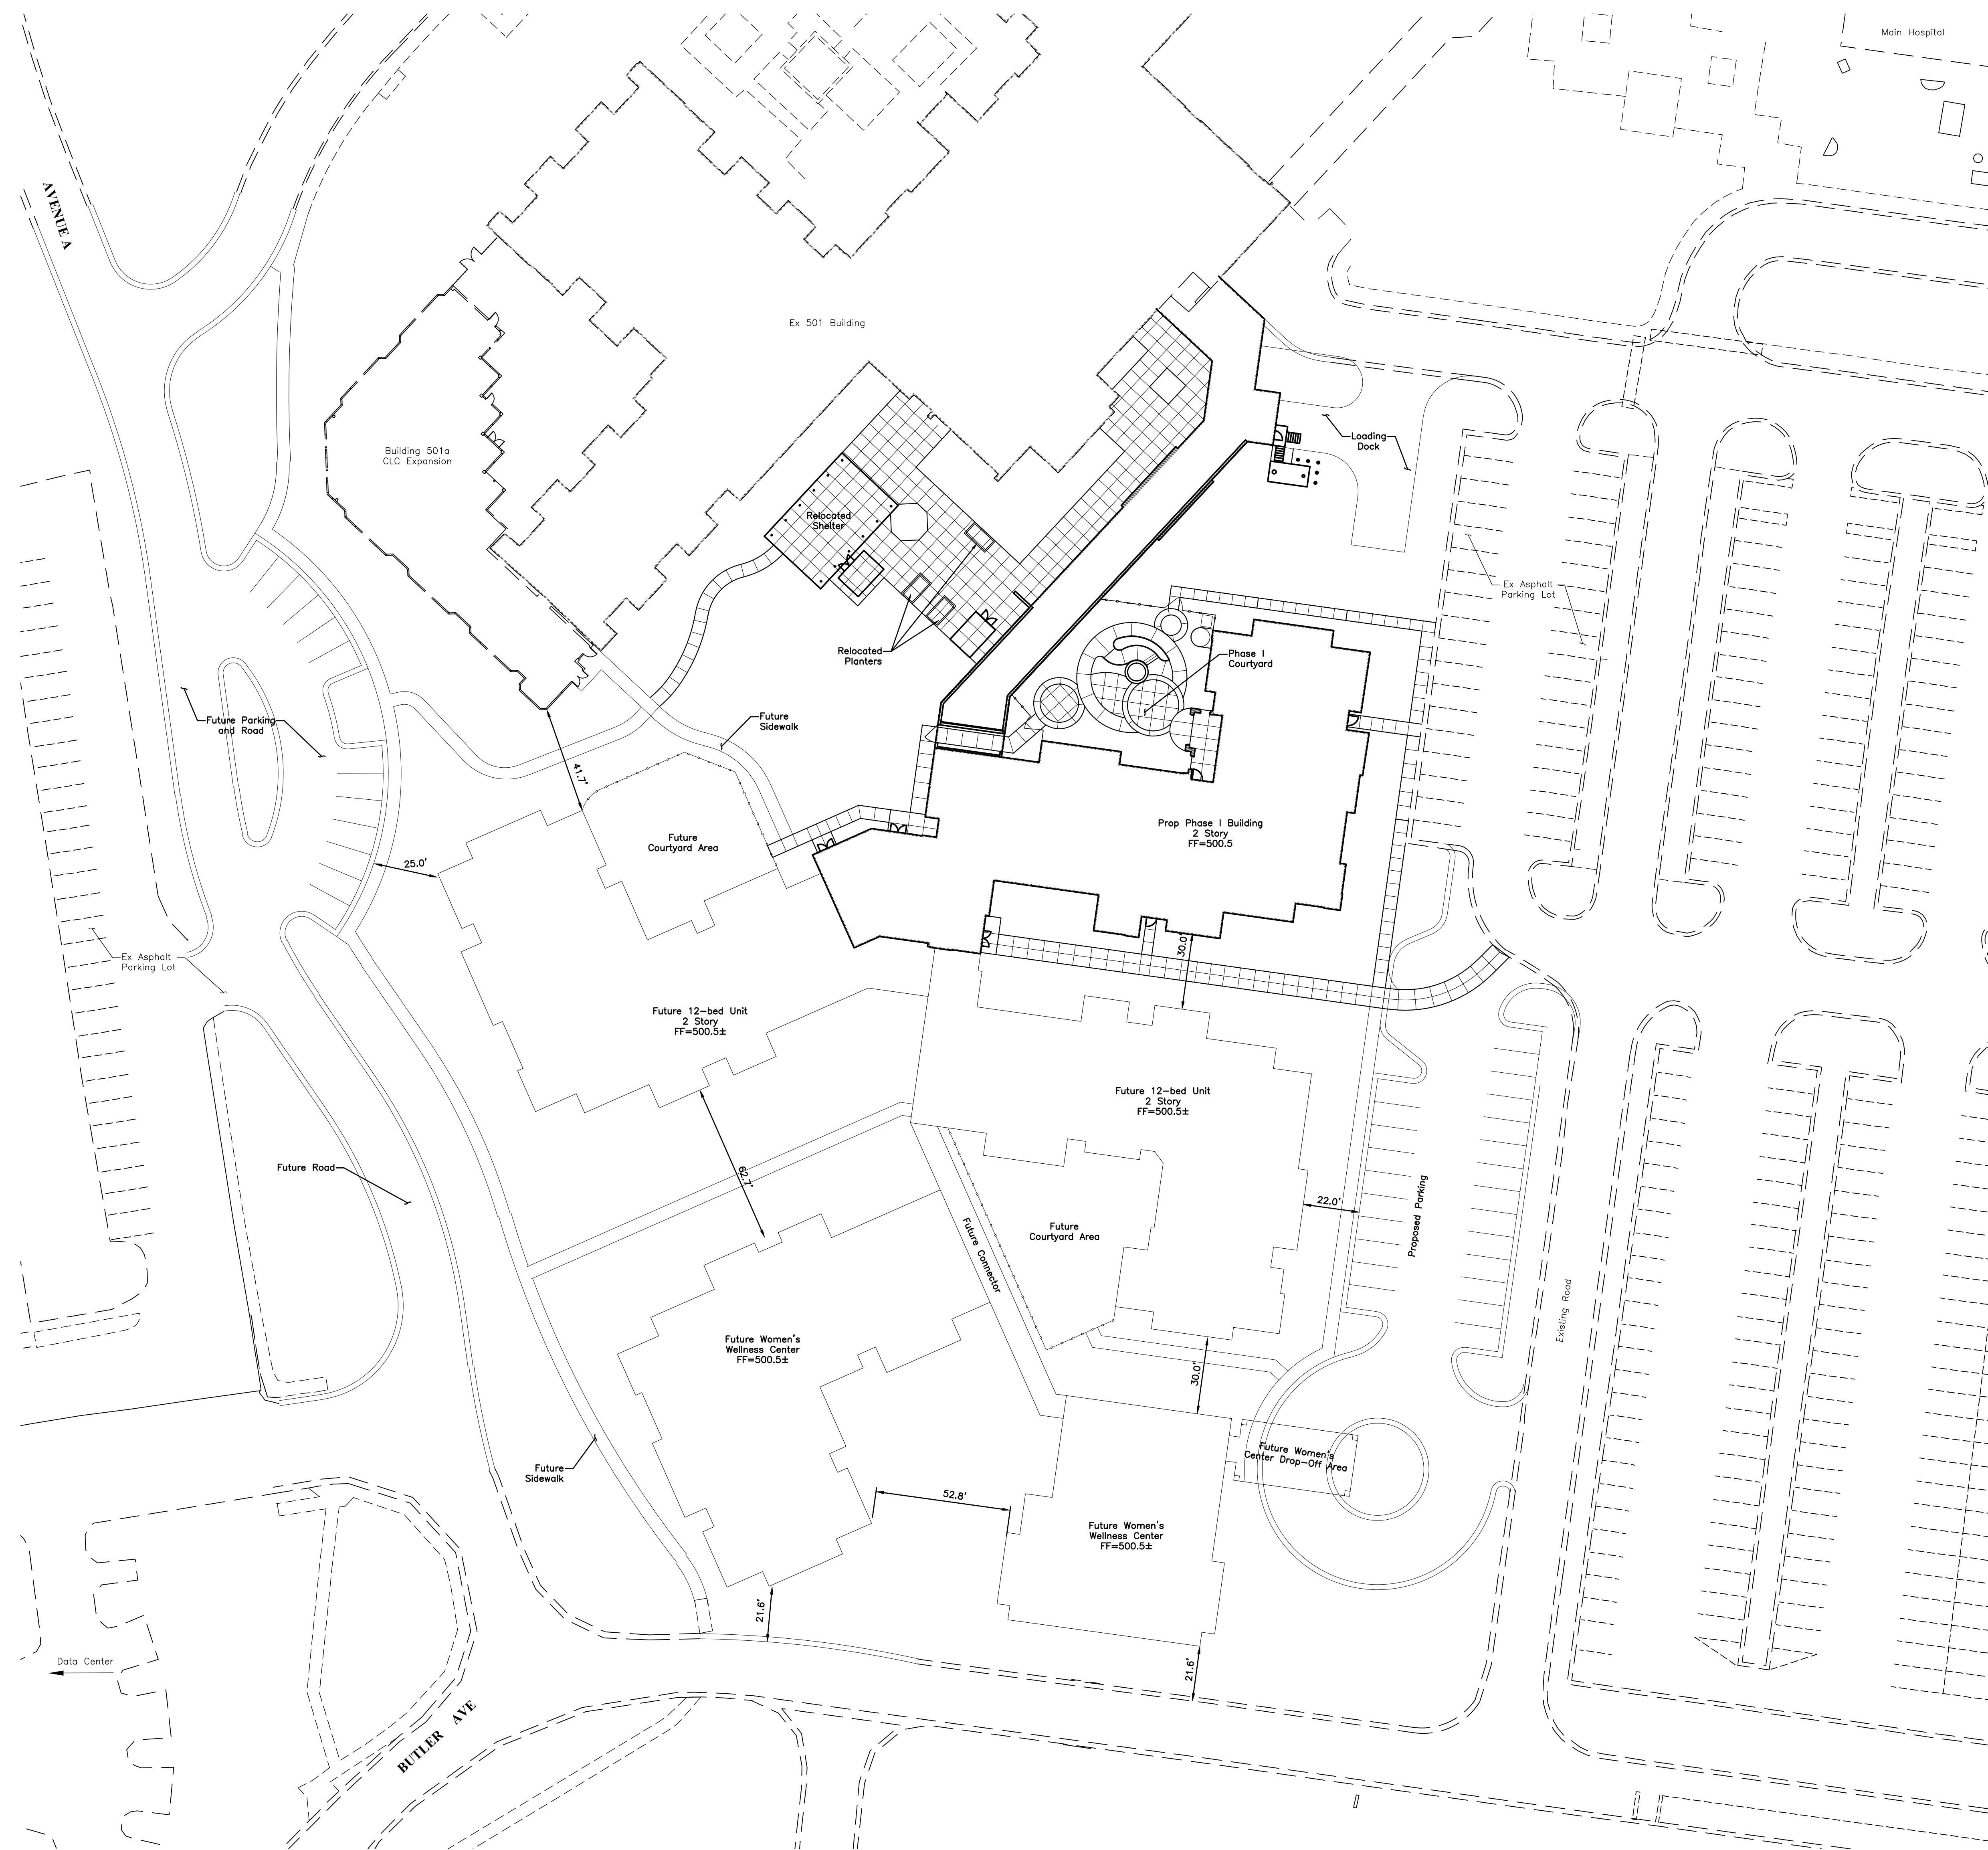 Main Hospital
AVENUE A
Ex 501 Building
Building 501a
CLC Expansion
Loading
Dock
Relocated
Shelter
Ex Asphalt
Parking Lot
Relocated
Planters
Phase I
Courtyard
Future Parking
and Road
Future
Sidewalk
41.7'
Future
Courtyard Area
Prop Phase I Building
2 Story
FF=500.5
25.0'
30.0'
Ex Asphalt
Parking Lot
Future 12-bed Unit
2 Story
FF=500.5±
Future 12-bed Unit
2 Story
FF=500.5±
62.7'
Future Road
22.0'
Proposed Parking
Future
Courtyard Area
Future Connector
Existing Road
Future Women's
Wellness Center
FF=500.5±
30.0'
Future Women's
Center Drop-Off Area
Future
Sidewalk
52.8'
Future Women's
Wellness Center
FF=500.5±
21.6'
21.6'
Data Center
BUTLER AVE